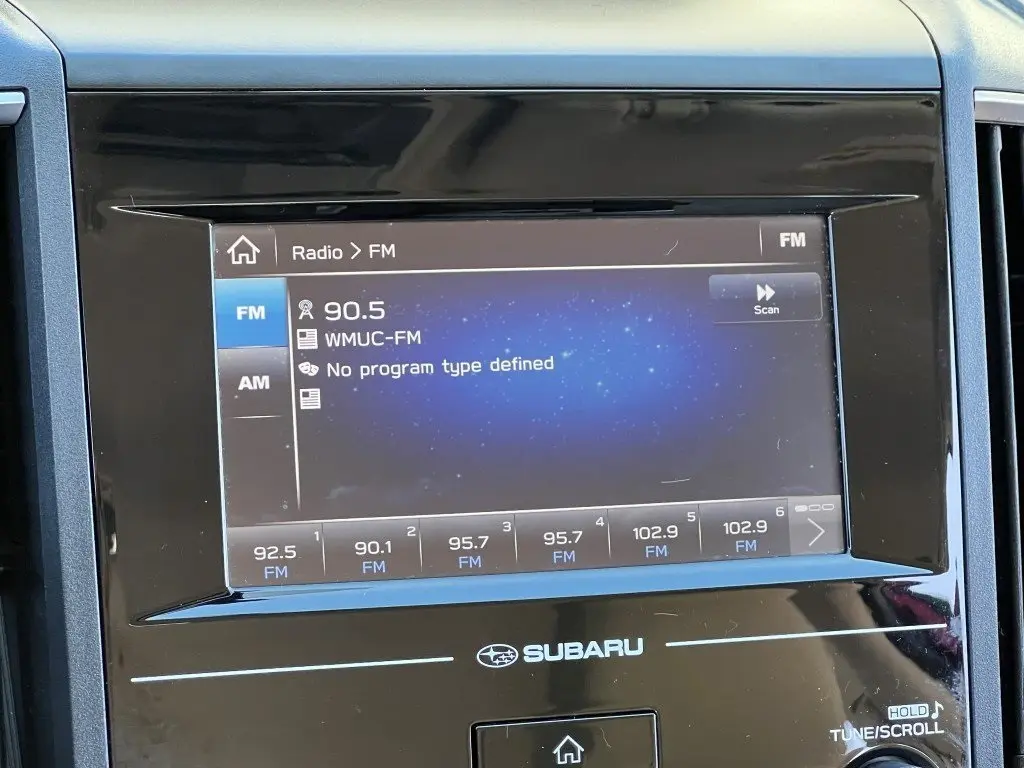 Radio > FM
FM
FM
90.5
Scan
WMUC-FM
No program type defined
AM
1
92.5
FM
2
90.1
FM
3
95.7
FM
4
95.7
FM
5
102.9
FM
6
102.9
FM
SUBARU
HOLD
TUNE/SCROLL